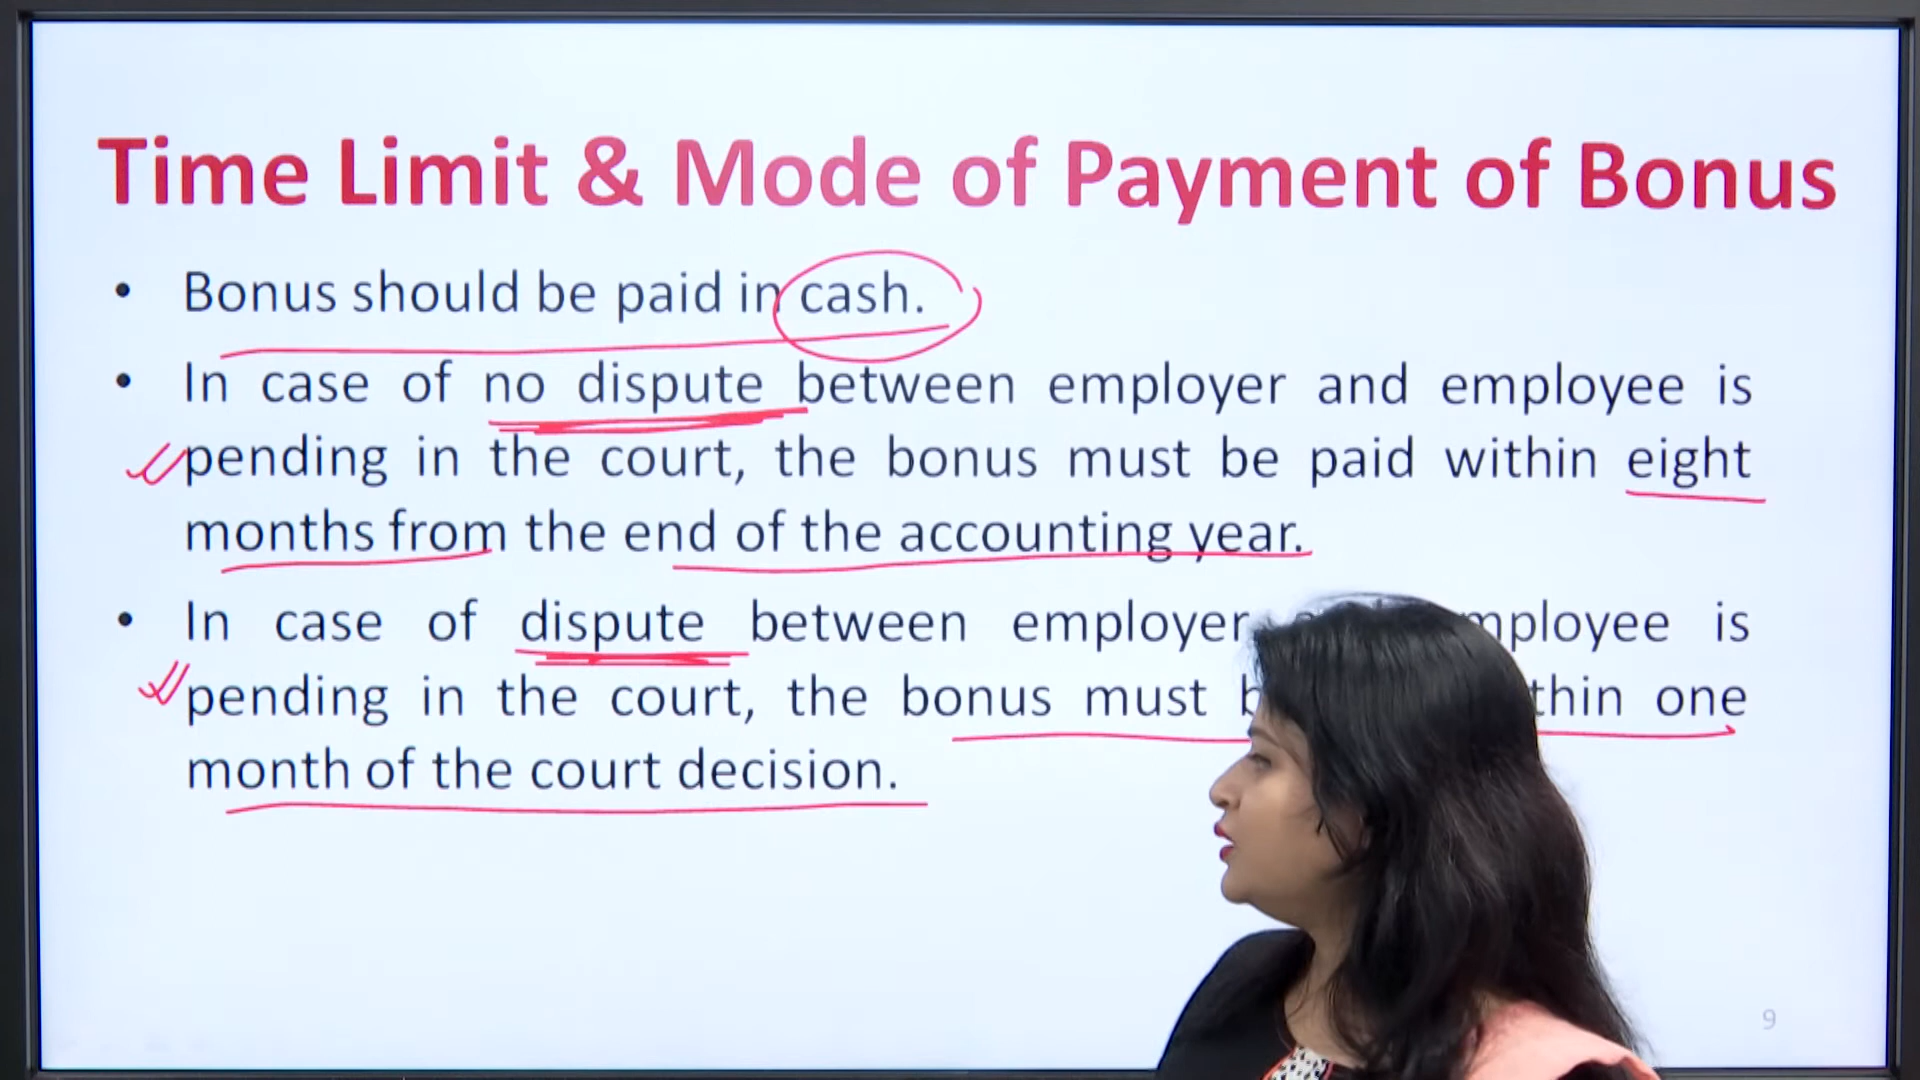 Time Limit & Mode of Payment of Bonus
• Bonus should be paid in cash.
• In case of no dispute between employer and employee is
pending in the court, the bonus must be paid within eight
months from the end of the accounting year.
• In case of dispute between employer employee is
pending in the court, the bonus must within one
month of the court decision.
9